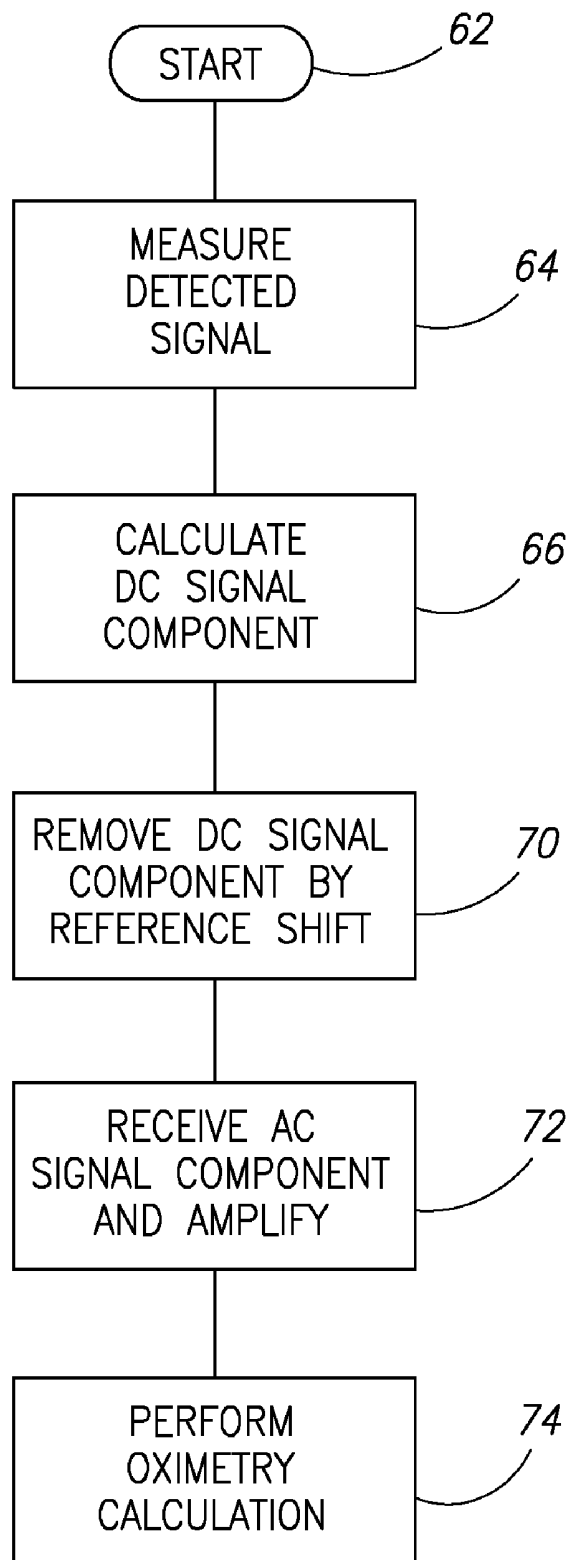 START
62
MEASURE
DETECTED
SIGNAL
64
CALCULATE
DC SIGNAL
COMPONENT
66
REMOVE DC SIGNAL
COMPONENT BY
REFERENCE SHIFT
70
RECEIVE AC
SIGNAL COMPONENT
AND AMPLIFY
72
PERFORM
OXIMETRY
CALCULATION
74